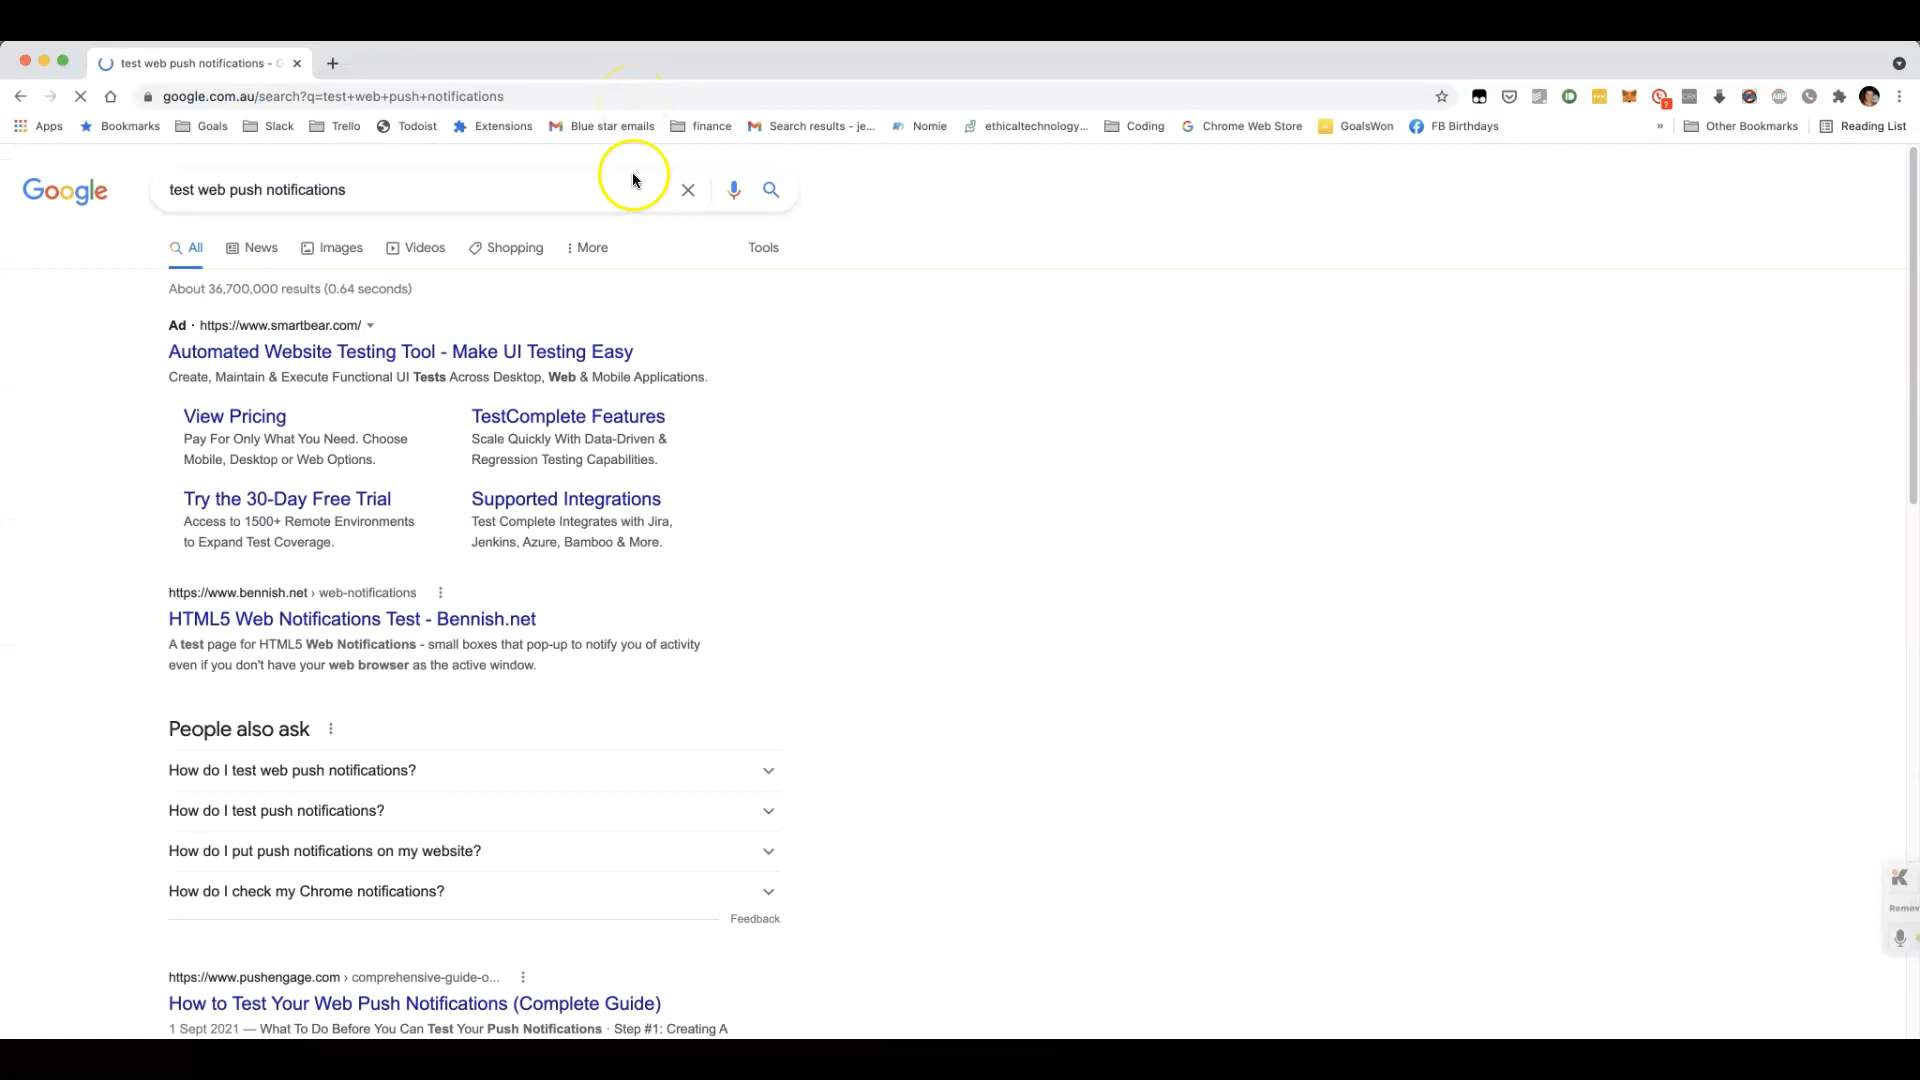 test web push notifications - G
google.com.au/search?q=test+web+push+notifications
Apps Bookmarks Goals Slack Trello Todoist Extensions Blue star emails finance Search results - je... Nomie ethicaltechnology... Coding Chrome Web Store GoalsWon FB Birthdays » Other Bookmarks Reading List
Google
test web push notifications
All News Images Videos Shopping More Tools
About 36,700,000 results (0.64 seconds)
Ad · https://www.smartbear.com/
Automated Website Testing Tool - Make UI Testing Easy
Create, Maintain & Execute Functional UI Tests Across Desktop, Web & Mobile Applications.
View Pricing
Pay For Only What You Need. Choose
Mobile, Desktop or Web Options.
TestComplete Features
Scale Quickly With Data-Driven &
Regression Testing Capabilities.
Try the 30-Day Free Trial
Access to 1500+ Remote Environments
to Expand Test Coverage.
Supported Integrations
Test Complete Integrates with Jira,
Jenkins, Azure, Bamboo & More.
https://www.bennish.net › web-notifications
HTML5 Web Notifications Test - Bennish.net
A test page for HTML5 Web Notifications - small boxes that pop-up to notify you of activity
even if you don't have your web browser as the active window.
People also ask
How do I test web push notifications?
How do I test push notifications?
How do I put push notifications on my website?
How do I check my Chrome notifications?
Feedback
Remov
https://www.pushengage.com › comprehensive-guide-o...
How to Test Your Web Push Notifications (Complete Guide)
1 Sept 2021 — What To Do Before You Can Test Your Push Notifications · Step #1: Creating A